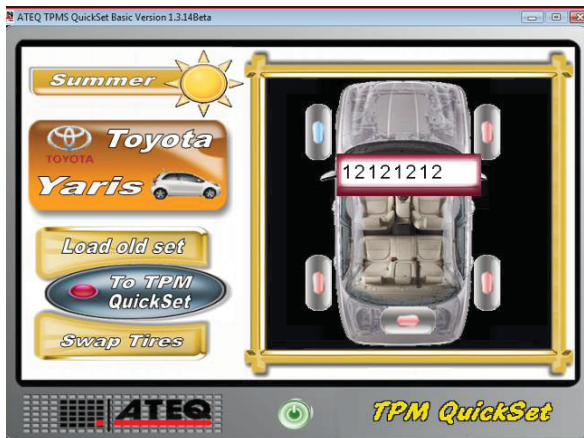 ATEQ TPMS QuickSet Basic Version 1.3.14Beta
Summer
TOYOTA
Toyota
Yaris
12121212
Load old set
To TPM
QuickSet
Swap Tires
ATEQ
TPM QuickSet